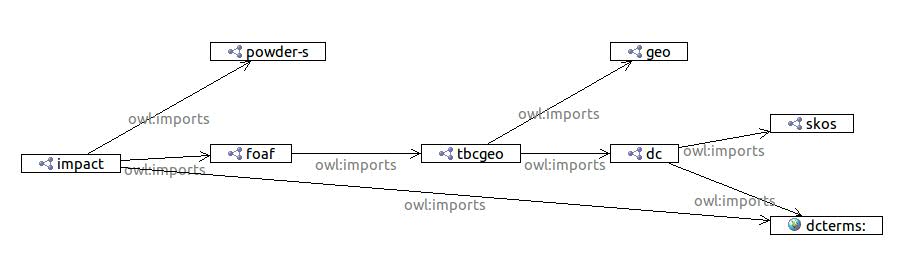 powder-s
geo
owl:imports
owl:imports
skos
impact
foaf
owl:imports
tbcgeo
owl:imports
dc
owl:imports
owl:imports
owl:imports
owl:imports
dcterms: